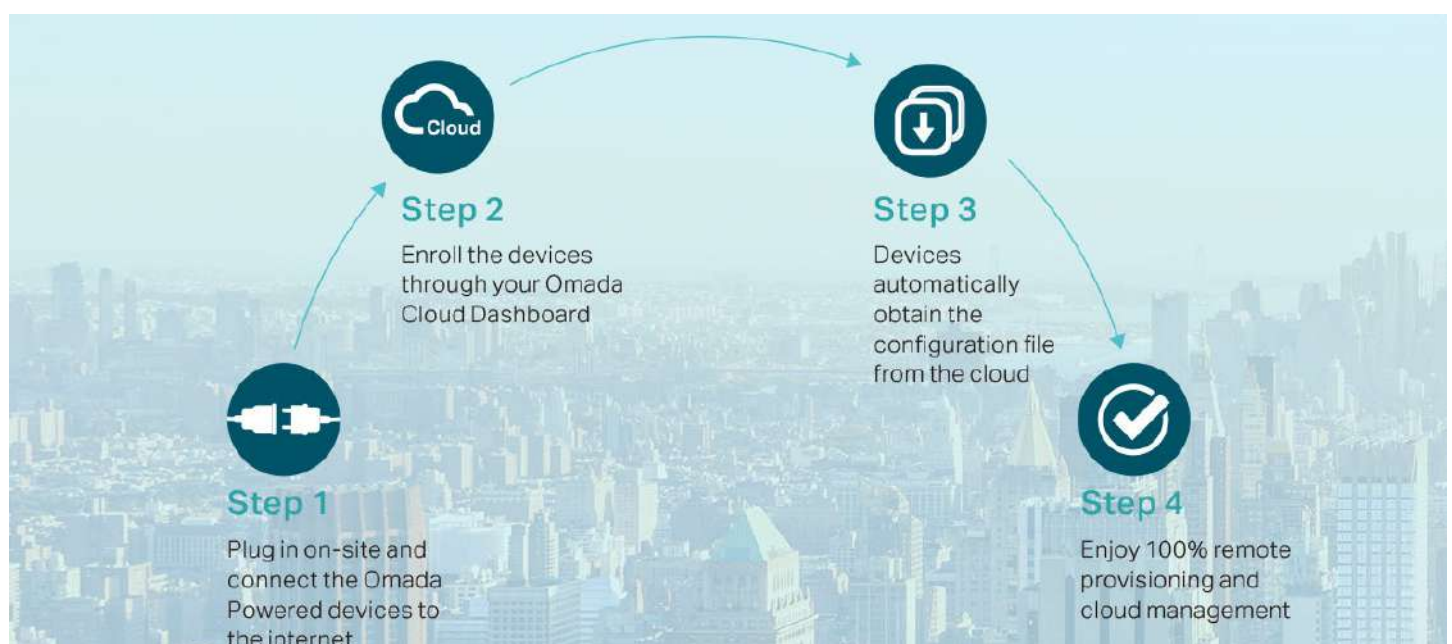 Cloud
Step 2
Enroll the devices
through your Omada
Cloud Dashboard
Step 3
Devices
automatically
obtain the
configuration file
from the cloud
Step 1
Plug in on-site and
connect the Omada
Powered devices to
the internet
Step 4
Enjoy 100% remote
provisioning and
cloud management